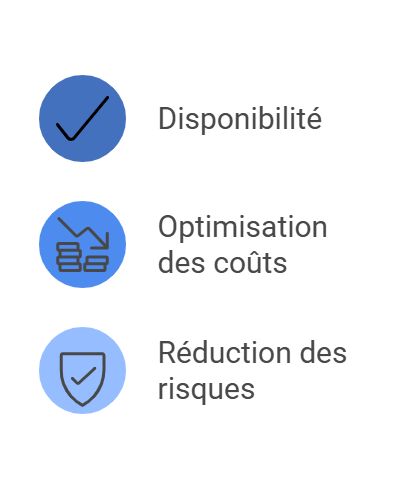 Disponibilité
Optimisation
des coûts
Réduction des
risques